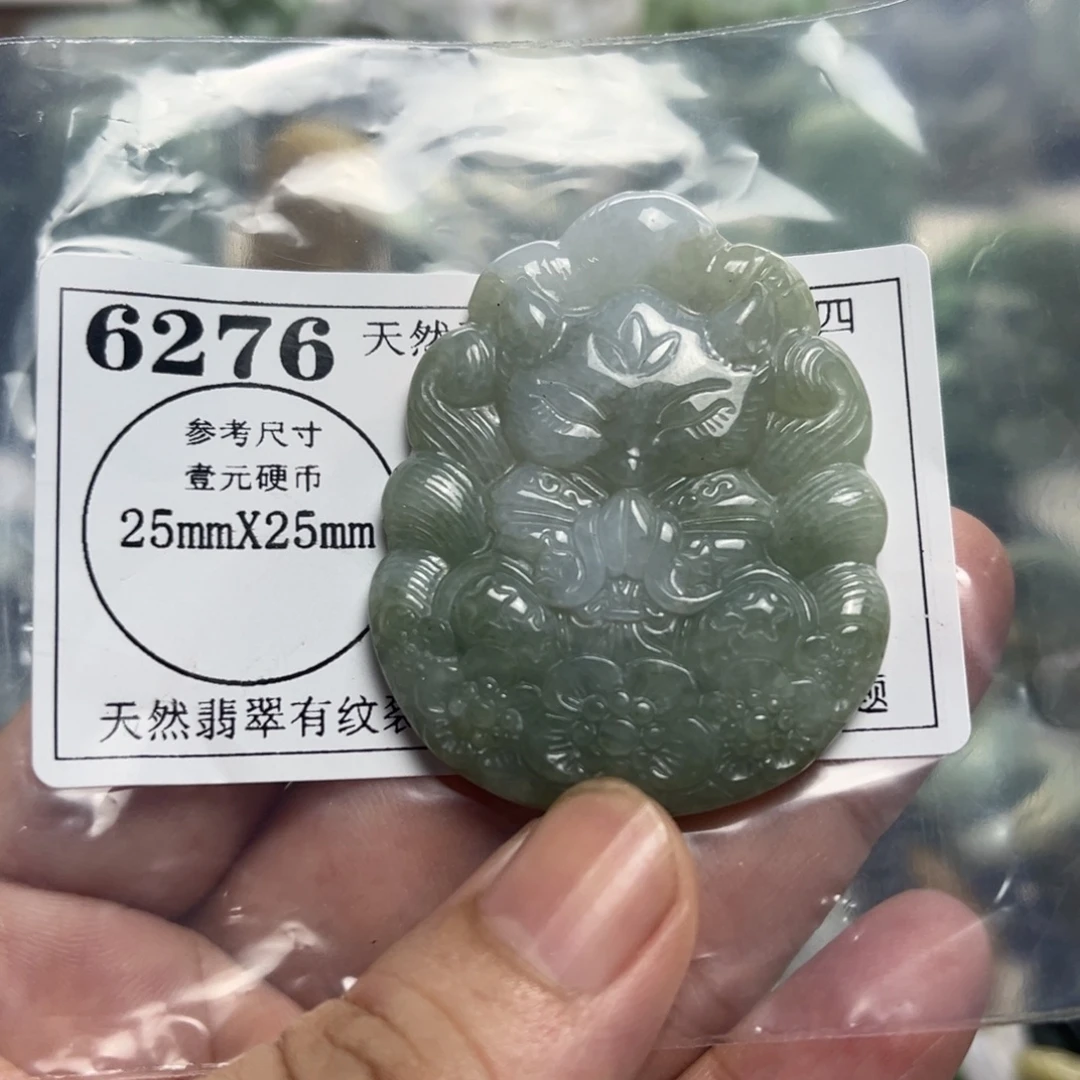 6276 天然 四
参考尺寸
壹元硬币
25mmX25mm
天然翡翠有纹裂 题